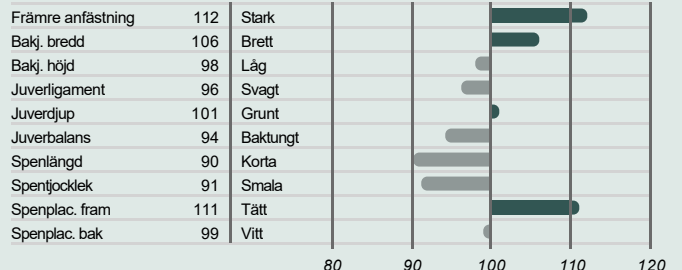 Främre anfästning 112 Stark
Bakj. bredd 106 Brett
Bakj. höjd 98 Låg
Juverligament 96 Svagt
Juverdjup 101 Grunt
Juverbalans 94 Baktungt
Spenlängd 90 Korta
Spentjocklek 91 Smala
Spenplac. fram 111 Tätt
Spenplac. bak 99 Vitt
80 90 100 110 120